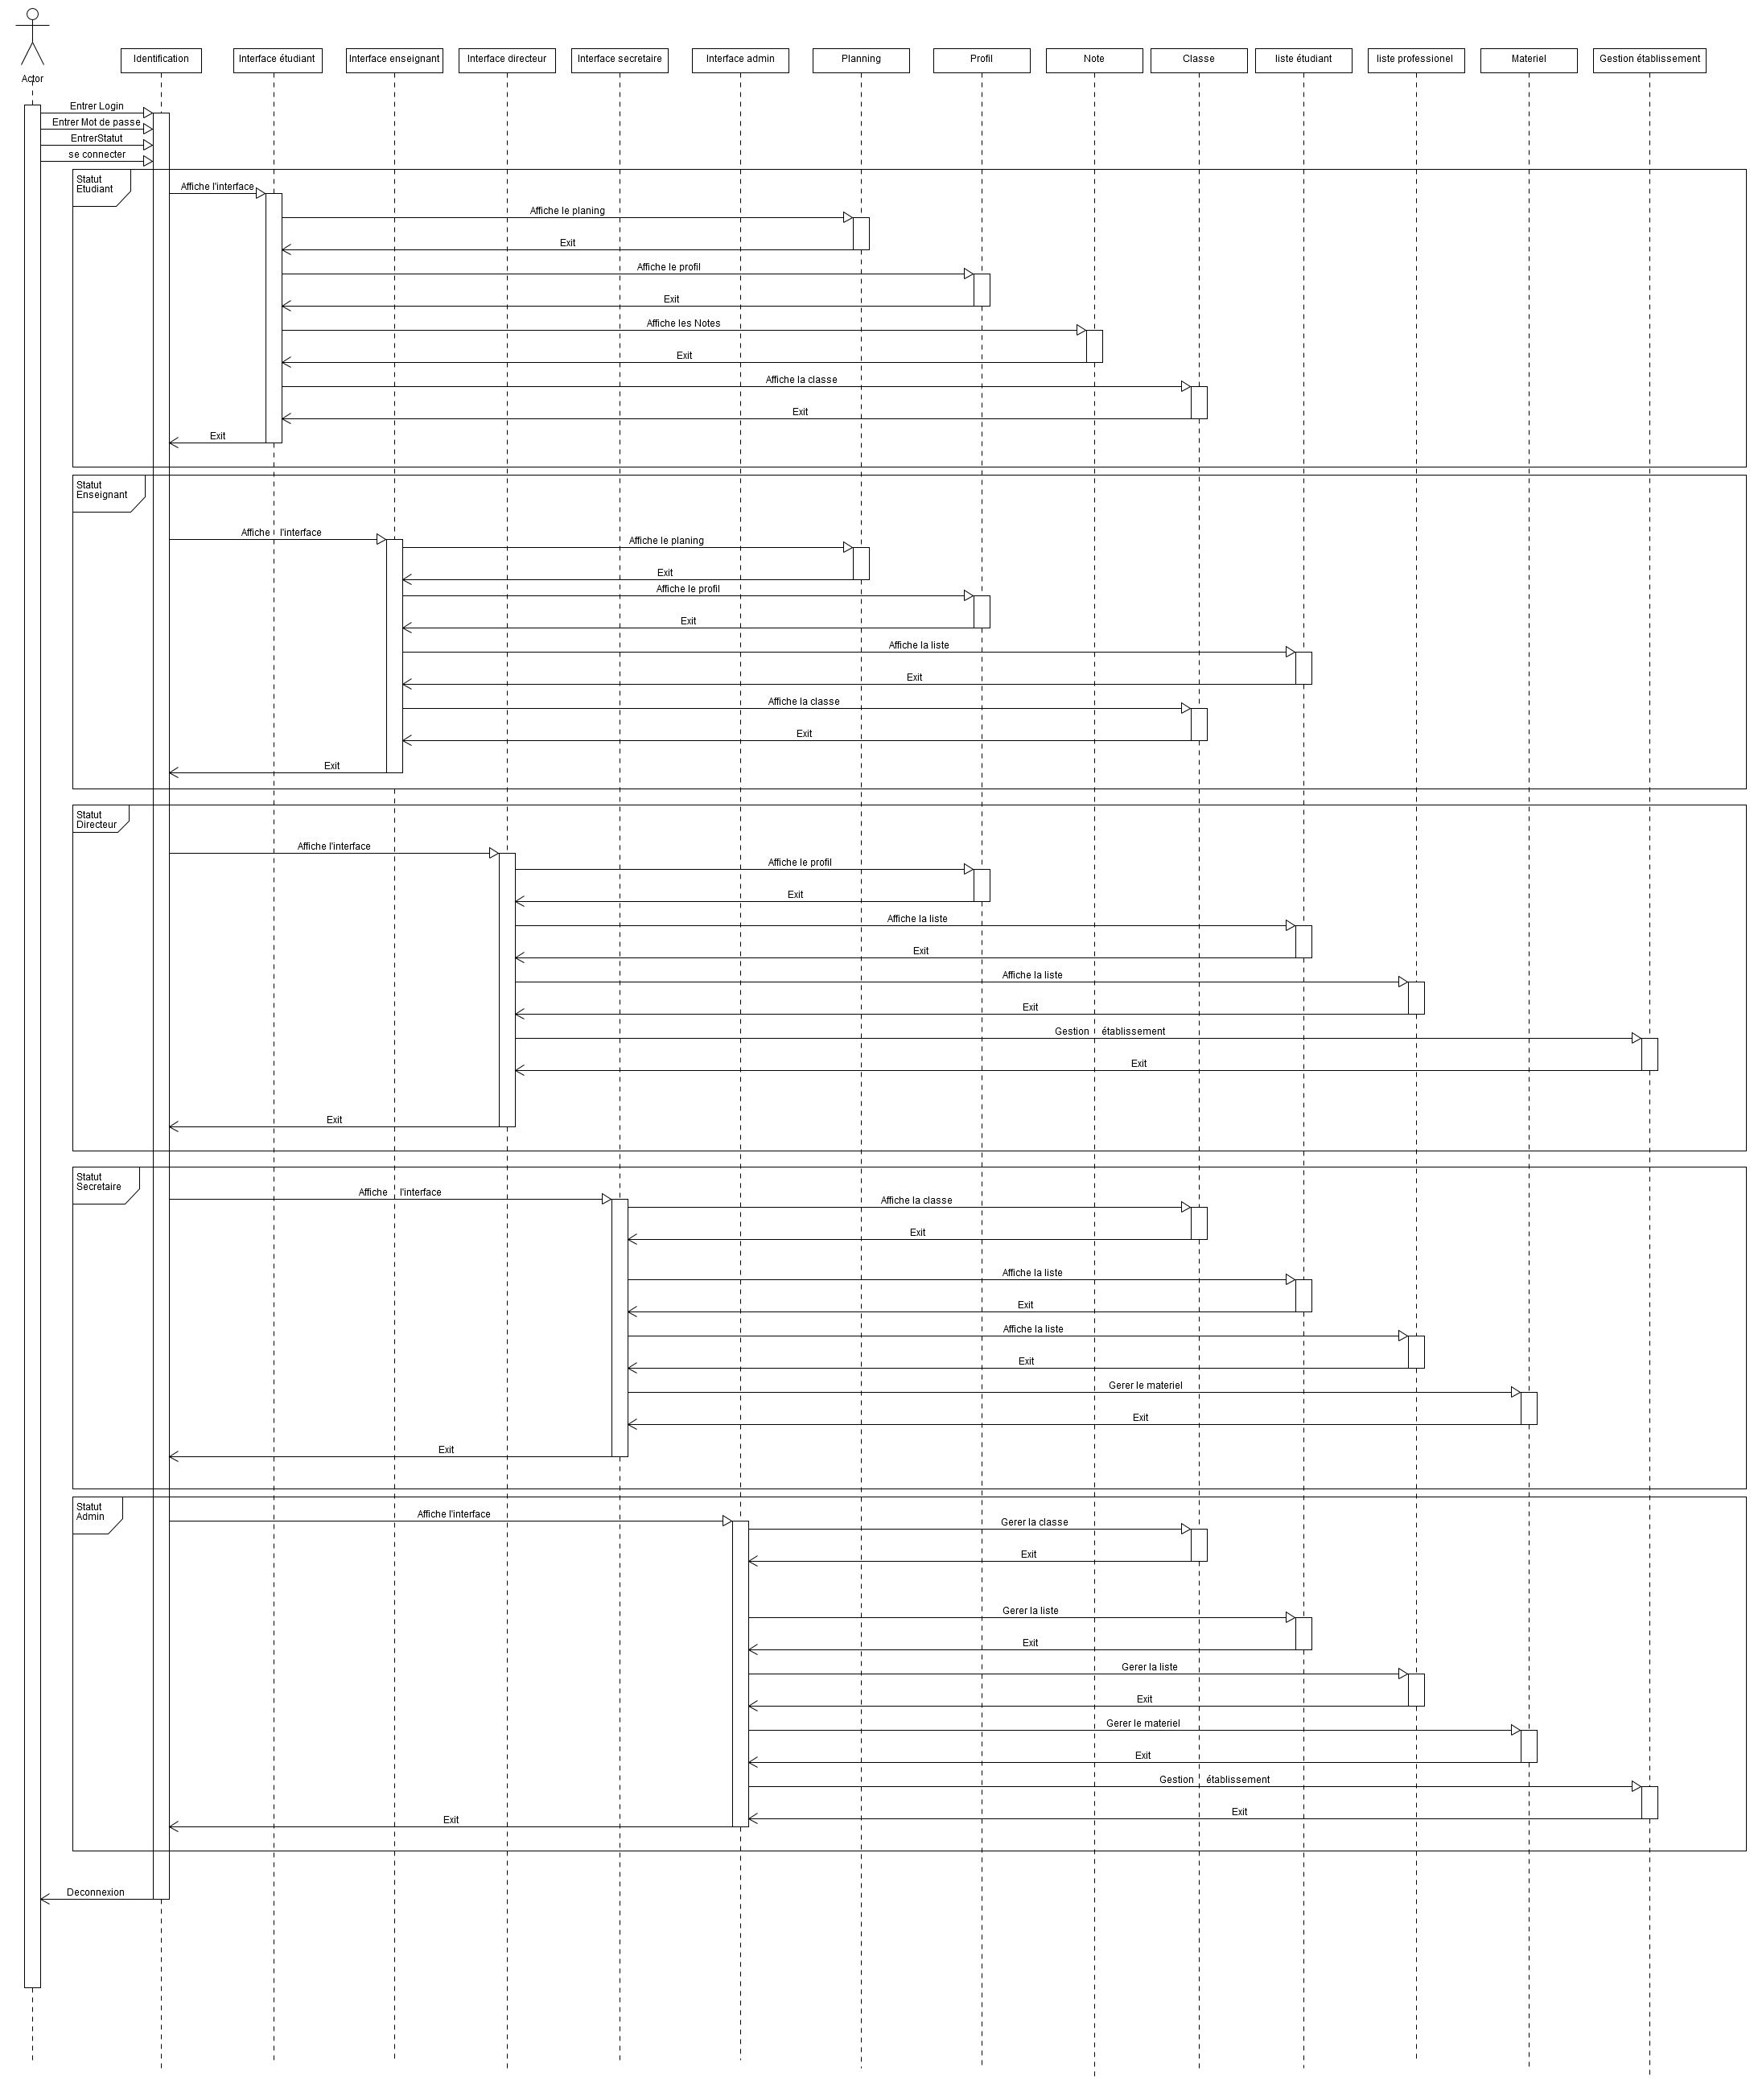 Actor
Identification
Interface étudiant
Interface enseignant
Interface directeur
Interface secretaire
Interface admin
Planning
Profil
Note
Classe
liste étudiant
liste professionel
Materiel
Gestion établissement
Entrer Login
Entrer Mot de passe
EntrerStatut
se connecter
Statut
Etudiant
Affiche l'interface
Affiche le planing
Exit
Affiche le profil
Exit
Affiche les Notes
Exit
Affiche la classe
Exit
Exit
Statut
Enseignant
Affiche l'interface
Affiche le planing
Exit
Affiche le profil
Exit
Affiche la liste
Exit
Affiche la classe
Exit
Exit
Statut
Directeur
Affiche l'interface
Affiche le profil
Exit
Affiche la liste
Exit
Affiche la liste
Exit
Gestion établissement
Exit
Exit
Statut
Secretaire
Affiche l'interface
Affiche la classe
Exit
Affiche la liste
Exit
Affiche la liste
Exit
Gerer le materiel
Exit
Exit
Statut
Admin
Affiche l'interface
Gerer la classe
Exit
Gerer la liste
Exit
Gerer la liste
Exit
Gerer le materiel
Exit
Gestion établissement
Exit
Exit
Deconnexion